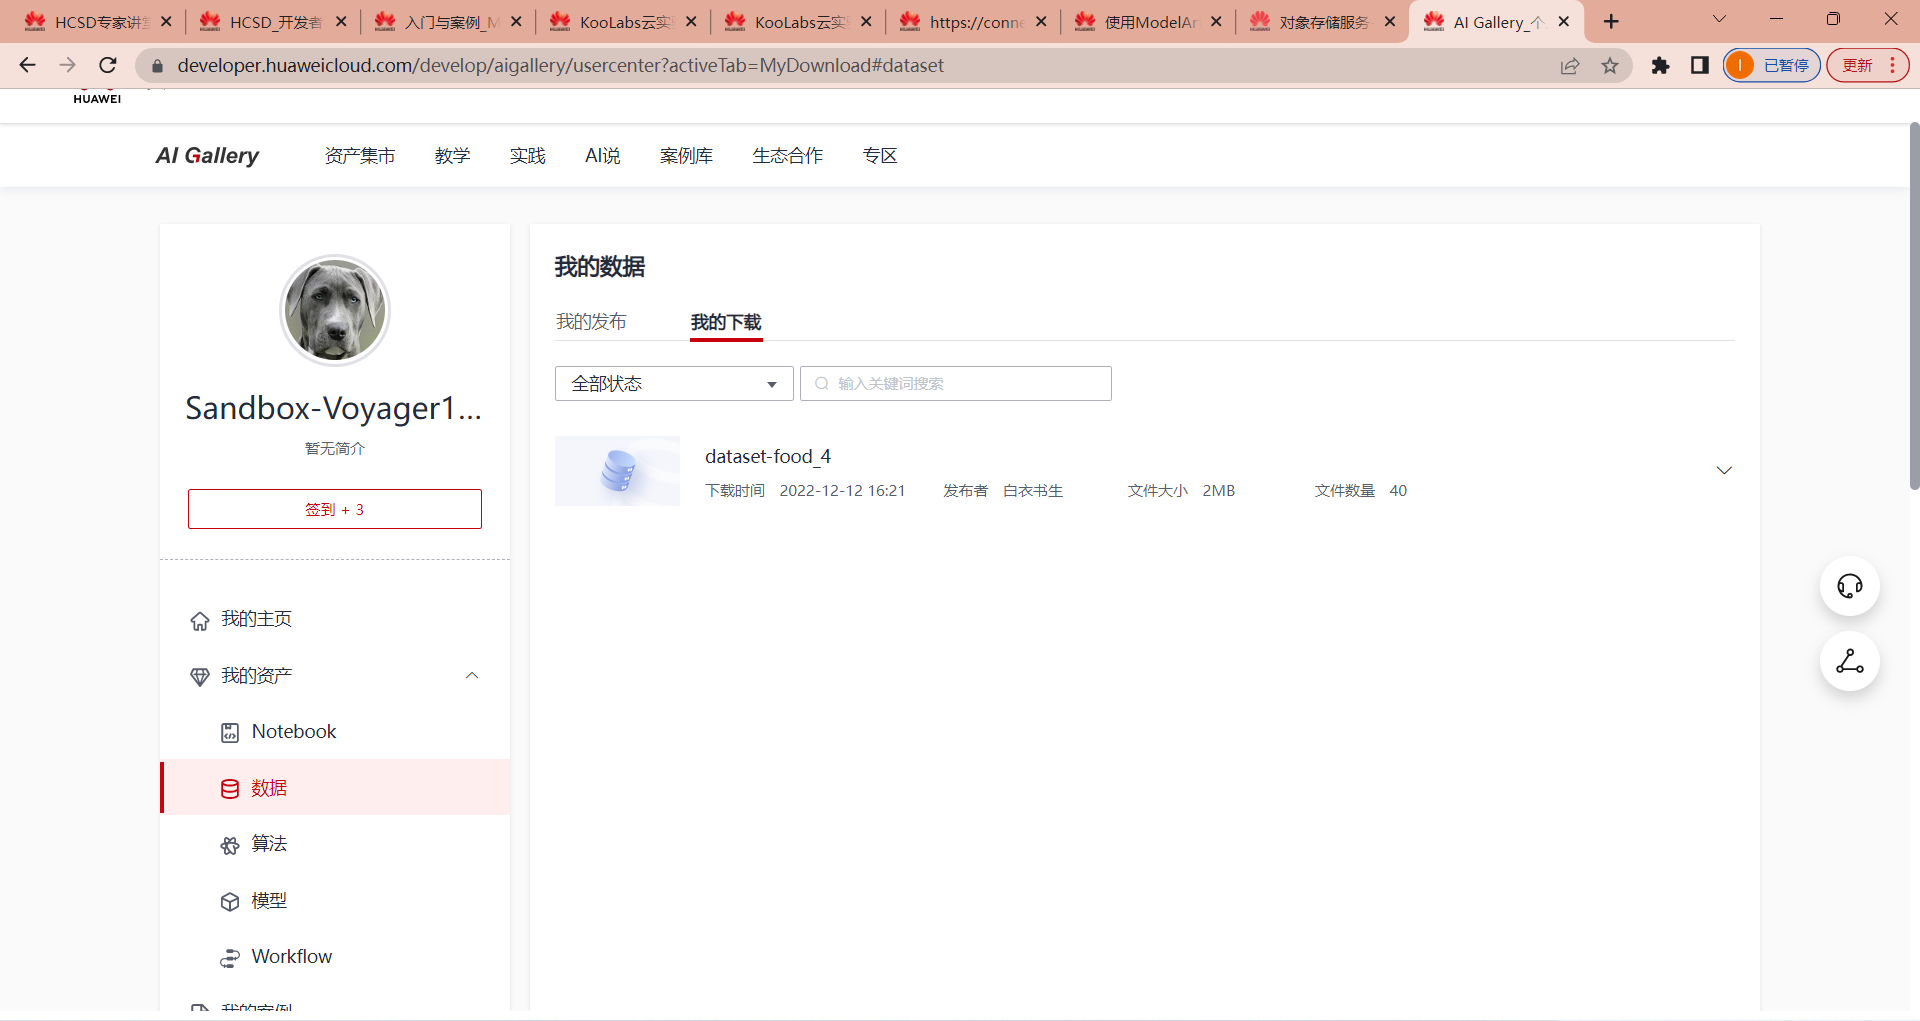 HCSD专家讲堂
HCSD_开发者
入门与案例_M
KooLabs云实
KooLabs云实
https://conne
使用ModelAr
对象存储服务-
AI Gallery_个
developer.huaweicloud.com/develop/aigallery/usercenter?activeTab=MyDownload#dataset
I
已暂停
更新
HUAWEI
AI Gallery
资产集市
教学
实践
AI说
案例库
生态合作
专区
Sandbox-Voyager1...
暂无简介
签到 + 3
我的主页
我的资产
Notebook
数据
算法
模型
Workflow
我的案例
我的数据
我的发布
我的下载
全部状态
输入关键词搜索
dataset-food_4
下载时间 2022-12-12 16:21 发布者 白衣书生 文件大小 2MB 文件数量 40